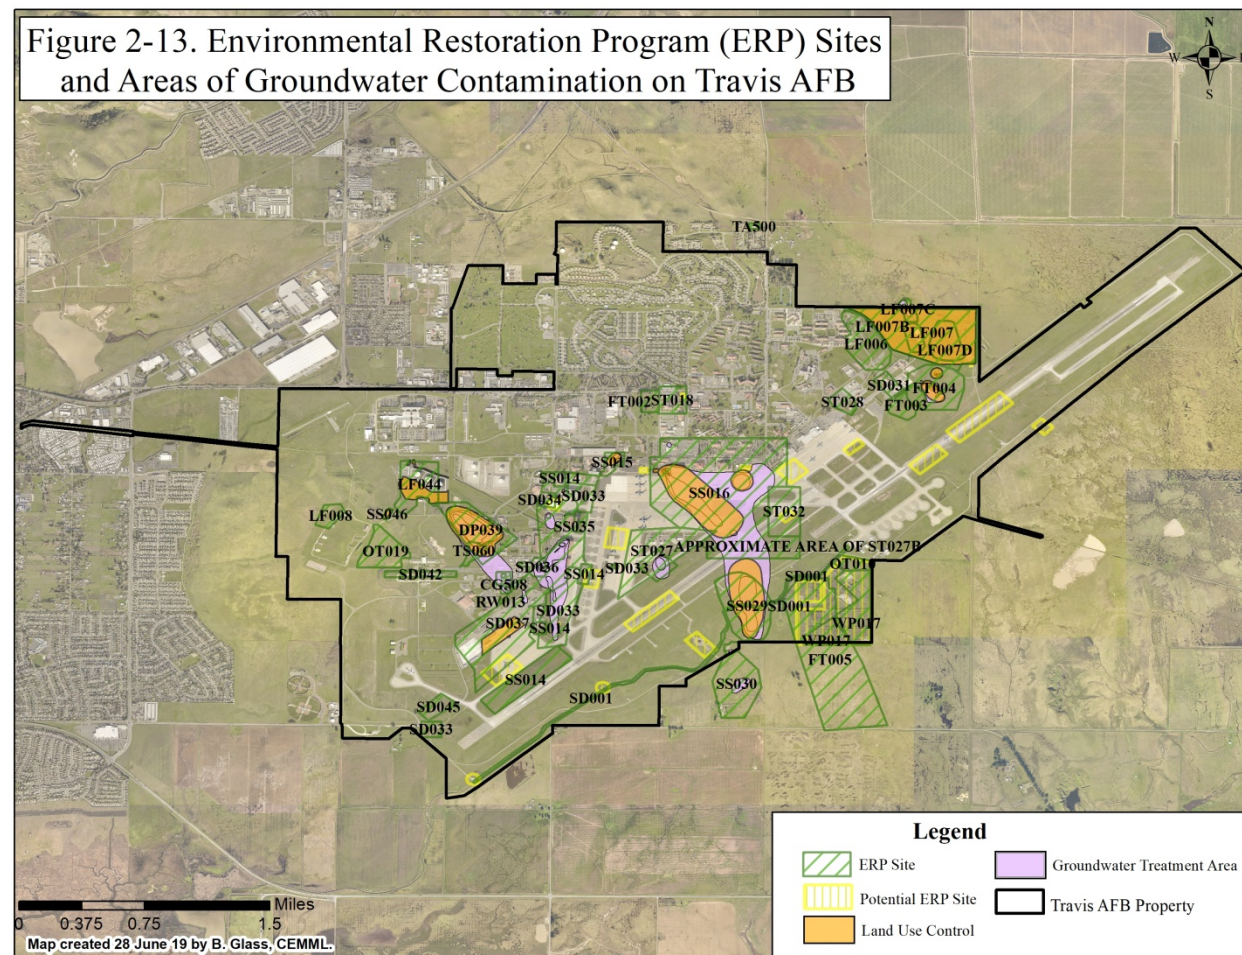 Figure 2-13. Environmental Restoration Program (ERP) Sites
and Areas of Groundwater Contamination on Travis AFB
N
W
S
TA500
LF007C
LF007B
LF007
LF006
LF007D
SD031
FT004
FT003
ST028
FT002
ST018
SS015
SS014
SD034
SD033
SS016
ST032
LF044
SS046
LF008
DP039
SS035
OT019
TS060
ST027
APPROXIMATE AREA OF ST027B
SD033
SD036
SS014
SD042
CG508
RW013
SD033
SD037
SS014
OT010
SD001
SS029
SD001
WP017
WP017
FT005
SS014
SD001
SS030
SD045
SD033
Legend
ERP Site
Groundwater Treatment Area
Potential ERP Site
Travis AFB Property
Land Use Control
Miles
0 0.375 0.75 1.5
Map created 28 June 19 by B. Glass, CEMML.